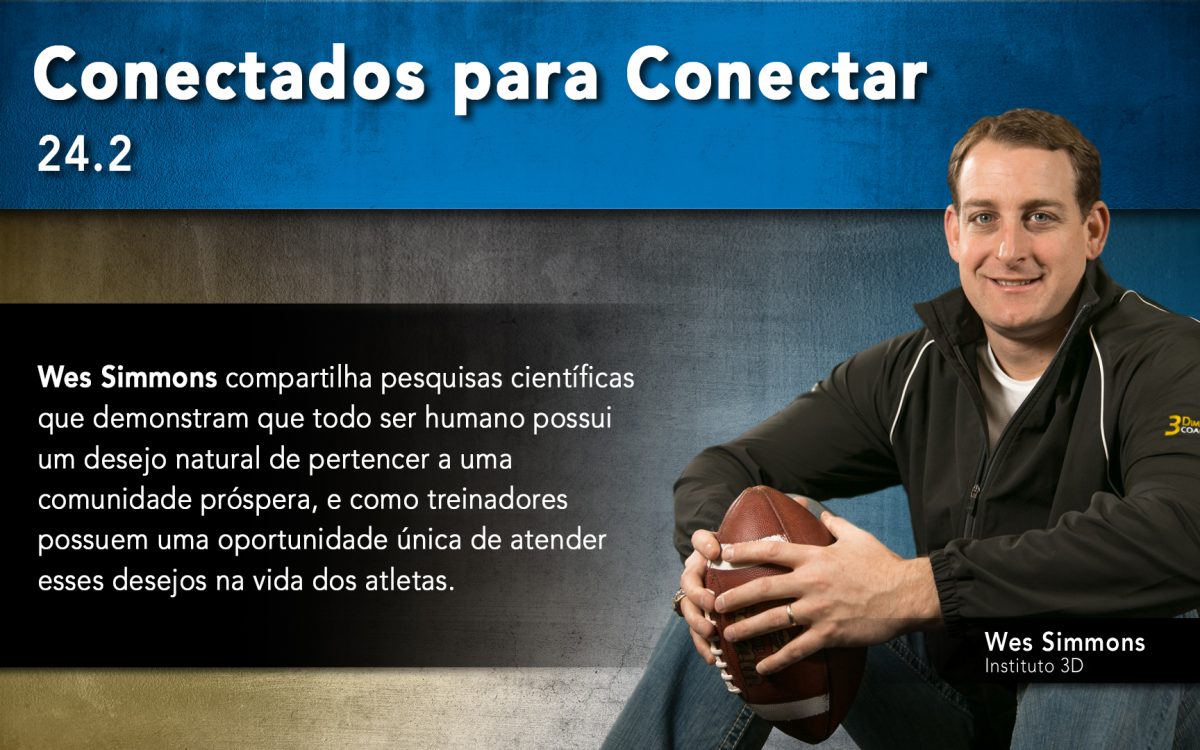 Conectados para Conectar
24.2
Wes Simmons compartilha pesquisas científicas
que demonstram que todo ser humano possui
um desejo natural de pertencer a uma
comunidade próspera, e como treinadores
possuem uma oportunidade única de atender
esses desejos na vida dos atletas.
Wes Simmons
Instituto 3D